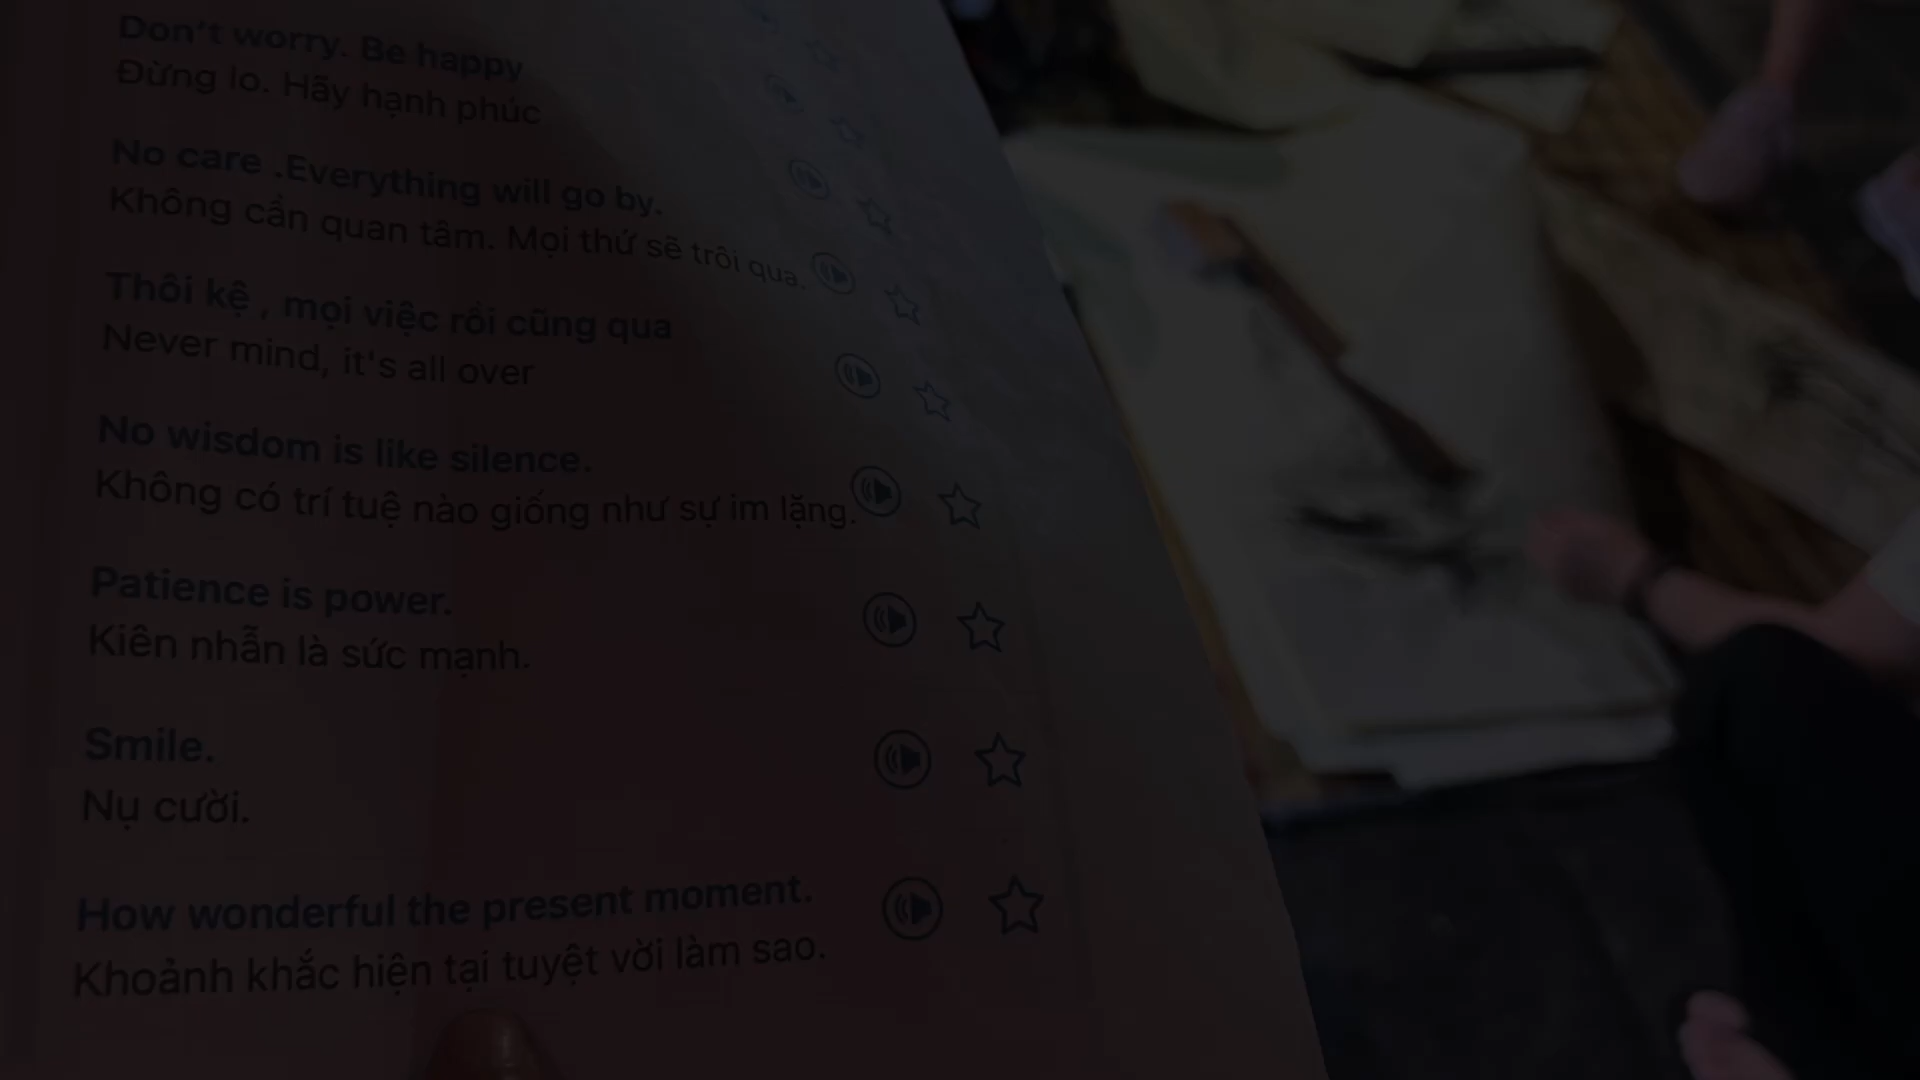 Don't worry. Be happy
Đừng lo. Hãy hạnh phúc
No care .Everything will go by.
Không cần quan tâm. Mọi thứ sẽ trôi qua.
Thôi kệ , mọi việc rồi cũng qua
Never mind, it's all over
No wisdom is like silence.
Không có trí tuệ nào giống như sự im lặng.
Patience is power.
Kiên nhẫn là sức mạnh.
Smile.
Nụ cười.
How wonderful the present moment.
Khoảnh khắc hiện tại tuyệt vời làm sao.